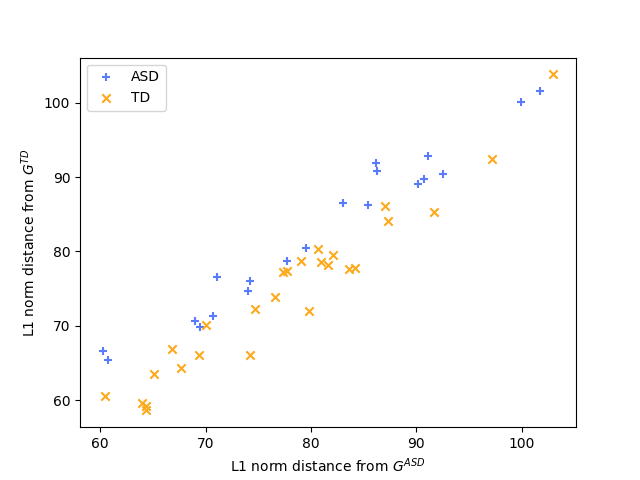 ASD
TD
100
90
80
70
60
L1 norm distance from G^{TD}
60
70
80
90
100
L1 norm distance from G^{ASD}